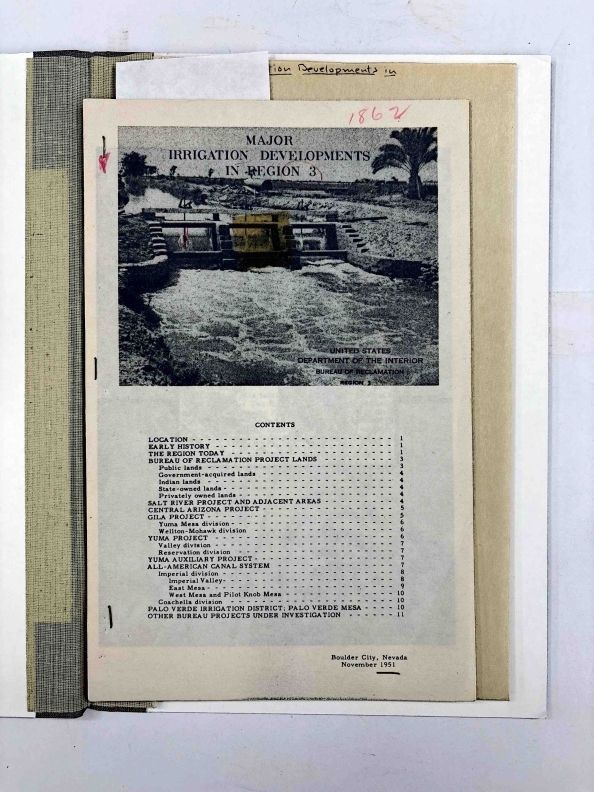 tion Developments in
1862
MAJOR
IRRIGATION DEVELOPMENTS
IN REGION 3
UNITED STATES
DEPARTMENT OF THE INTERIOR
BUREAU OF RECLAMATION
REGION 3
CONTENTS
LOCATION - - - - - - - - - - - - - - - - - - - - - - - - 1
EARLY HISTORY - - - - - - - - - - - - - - - - - - - - - - 1
THE REGION TODAY - - - - - - - - - - - - - - - - - - - - 1
BUREAU OF RECLAMATION PROJECT LANDS - - - - - - - - - - 3
Public lands - - - - - - - - - - - - - - - - - - - - - - 3
Government-acquired lands - - - - - - - - - - - - - - - - 4
Indian lands - - - - - - - - - - - - - - - - - - - - - - 4
State-owned lands - - - - - - - - - - - - - - - - - - - - 4
Privately owned lands - - - - - - - - - - - - - - - - - - 4
SALT RIVER PROJECT AND ADJACENT AREAS - - - - - - - - - 4
CENTRAL ARIZONA PROJECT - - - - - - - - - - - - - - - - 5
GILA PROJECT - - - - - - - - - - - - - - - - - - - - - - 5
Yuma Mesa division - - - - - - - - - - - - - - - - - - - 6
Wellton-Mohawk division - - - - - - - - - - - - - - - - - 6
YUMA PROJECT - - - - - - - - - - - - - - - - - - - - - - 6
Valley division - - - - - - - - - - - - - - - - - - - - - 7
Reservation division - - - - - - - - - - - - - - - - - - 7
YUMA AUXILIARY PROJECT - - - - - - - - - - - - - - - - - 7
ALL-AMERICAN CANAL SYSTEM - - - - - - - - - - - - - - - 7
Imperial division - - - - - - - - - - - - - - - - - - - - 8
Imperial Valley - - - - - - - - - - - - - - - - - - - - - 8
East Mesa - - - - - - - - - - - - - - - - - - - - - - - - 9
West Mesa and Pilot Knob Mesa - - - - - - - - - - - - - - 10
Coachella division - - - - - - - - - - - - - - - - - - - 10
PALO VERDE IRRIGATION DISTRICT; PALO VERDE MESA - - - - 10
OTHER BUREAU PROJECTS UNDER INVESTIGATION - - - - - - - 11
Boulder City, Nevada
November 1951